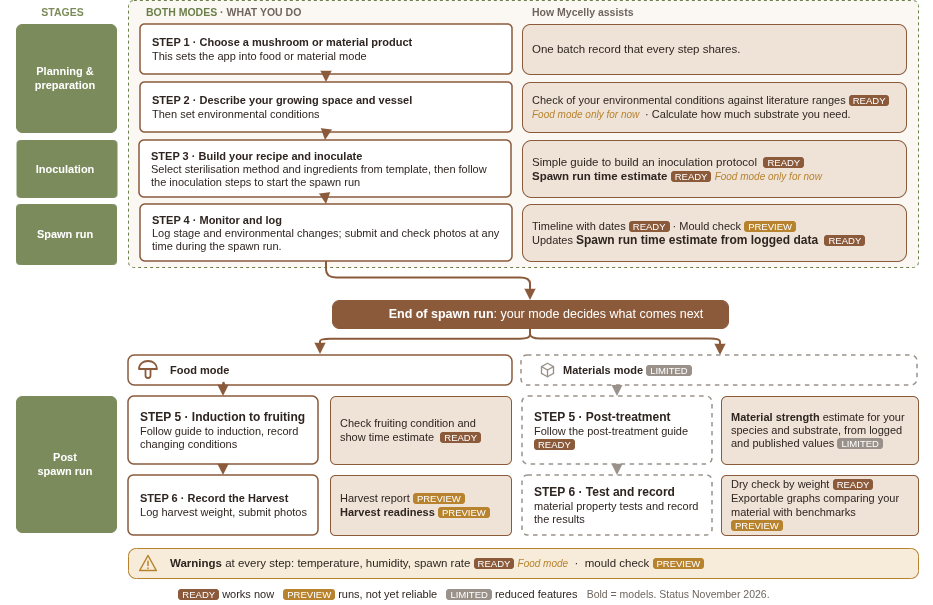 STAGES
BOTH MODES · WHAT YOU DO
How Mycelly assists
Planning &
preparation
STEP 1 · Choose a mushroom or material product
This sets the app into food or material mode
One batch record that every step shares.
STEP 2 · Describe your growing space and vessel
Then set environmental conditions
Check of your environmental conditions against literature ranges READY
Food mode only for now · Calculate how much substrate you need.
Inoculation
STEP 3 · Build your recipe and inoculate
Select sterilisation method and ingredients from template, then follow
the inoculation steps to start the spawn run
Simple guide to build an inoculation protocol READY
Spawn run time estimate READY Food mode only for now
Spawn run
STEP 4 · Monitor and log
Log stage and environmental changes; submit and check photos at any
time during the spawn run.
Timeline with dates READY · Mould check PREVIEW
Updates Spawn run time estimate from logged data READY
End of spawn run: your mode decides what comes next
Food mode
Materials mode LIMITED
Post
spawn run
STEP 5 · Induction to fruiting
Follow guide to induction, record
changing conditions
Check fruiting condition and
show time estimate READY
STEP 5 · Post-treatment
Follow the post-treatment guide
READY
Material strength estimate for your
species and substrate, from logged
and published values LIMITED
STEP 6 · Record the Harvest
Log harvest weight, submit photos
Harvest report PREVIEW
Harvest readiness PREVIEW
STEP 6 · Test and record
material property tests and record
the results
Dry check by weight READY
Exportable graphs comparing your
material with benchmarks
PREVIEW
Warnings at every step: temperature, humidity, spawn rate READY Food mode · mould check PREVIEW
READY works now PREVIEW runs, not yet reliable LIMITED reduced features Bold = models. Status November 2026.